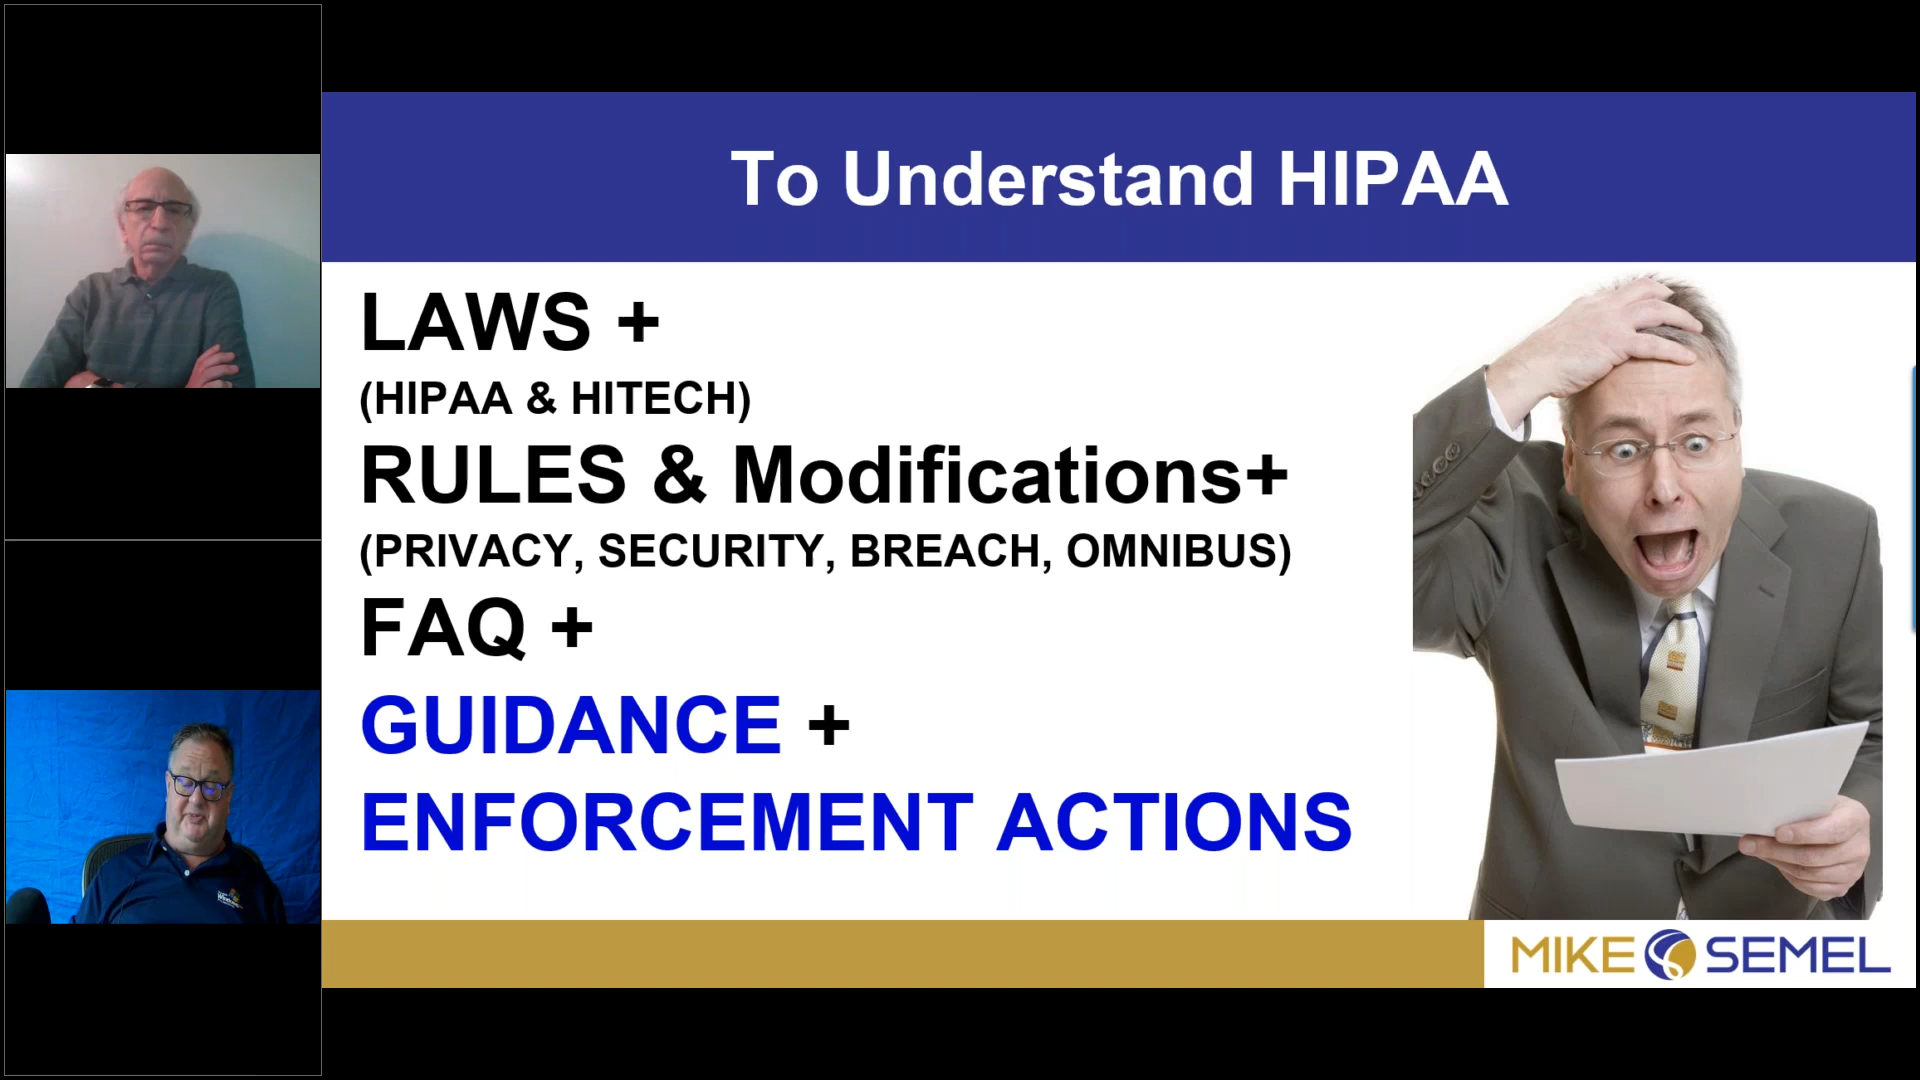 To Understand HIPAA
LAWS +
(HIPAA & HITECH)
RULES & Modifications+
(PRIVACY, SECURITY, BREACH, OMNIBUS)
FAQ +
GUIDANCE +
ENFORCEMENT ACTIONS
MIKE SEMEL